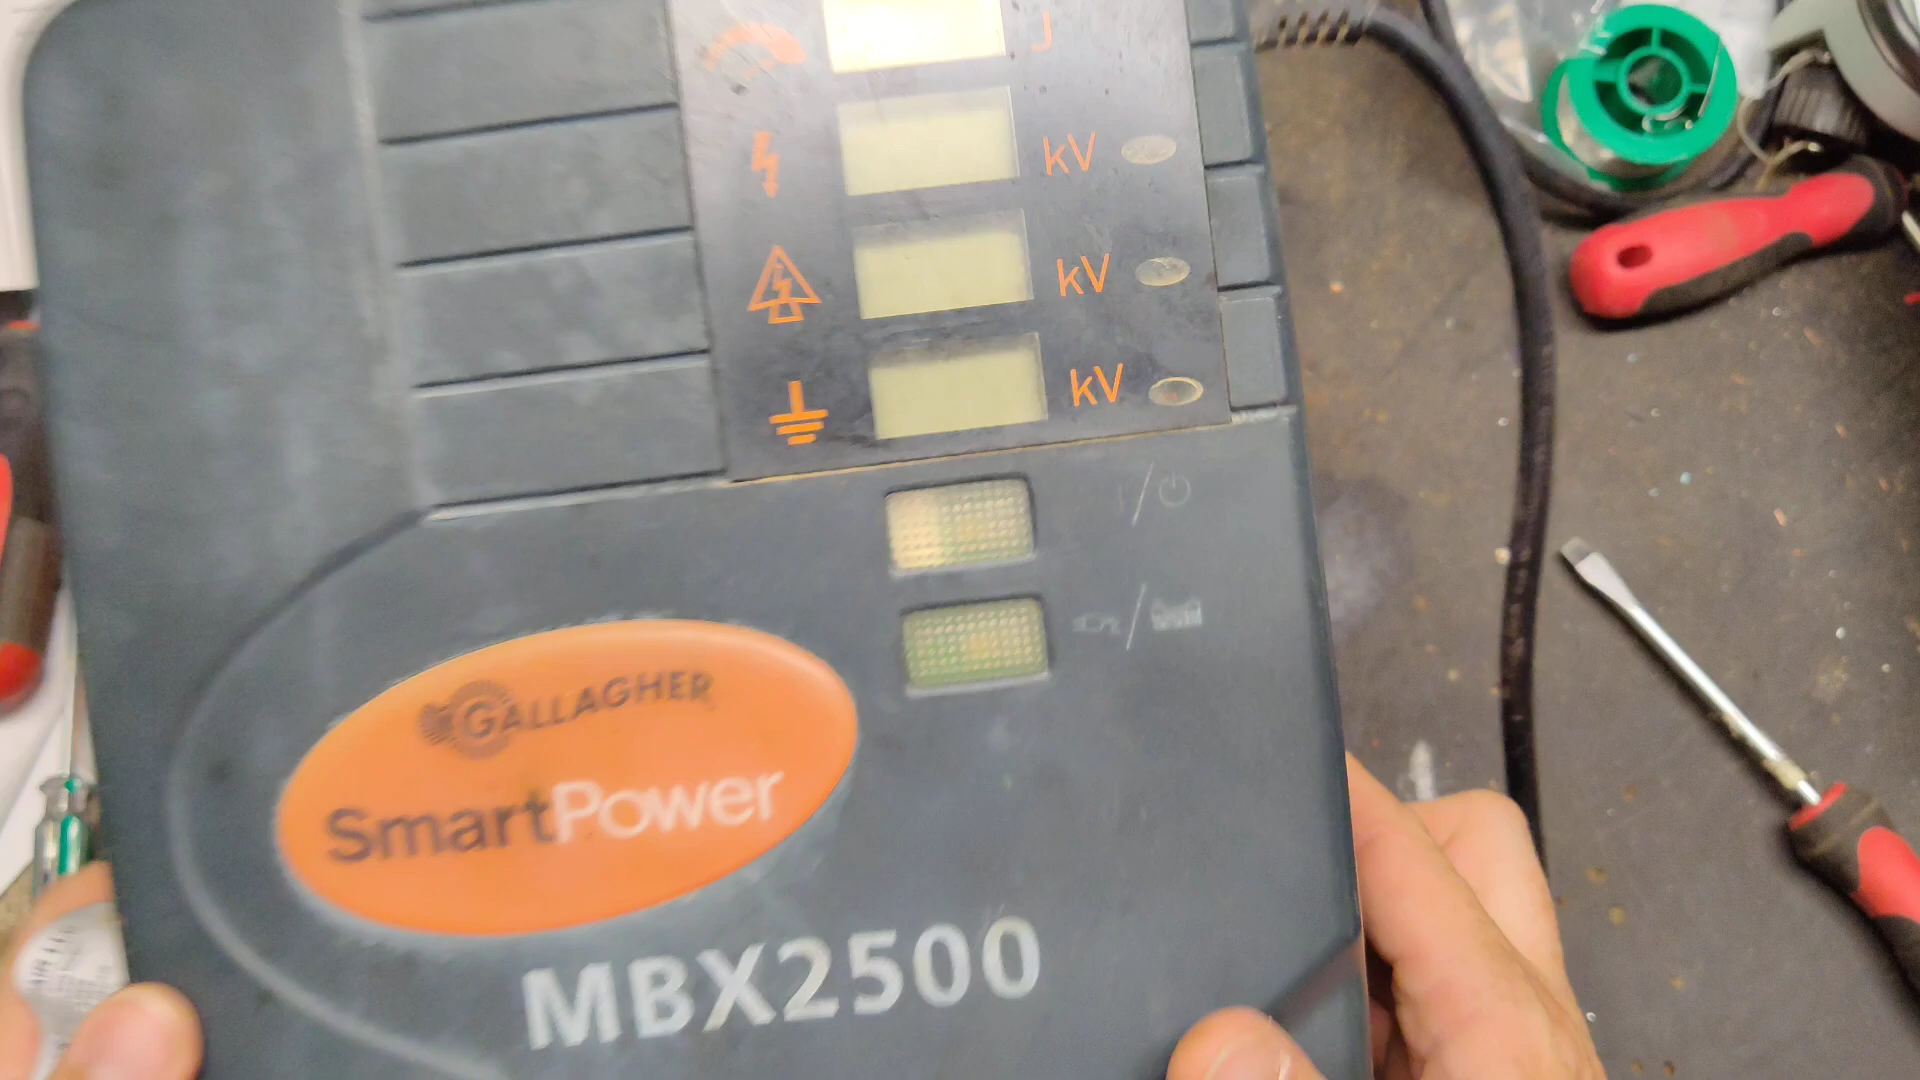 J
kV
kV
kV
GALLAGHER
SmartPower
MBX2500